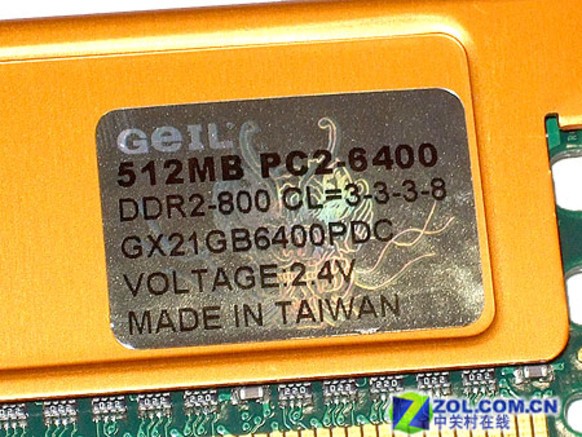 GeIL
512MB PC2-6400
DDR2-800 CL=3-3-3-8
GX21GB6400PDC
VOLTAGE:2.4V
MADE IN TAIWAN
ZOL.COM.CN
中关村在线